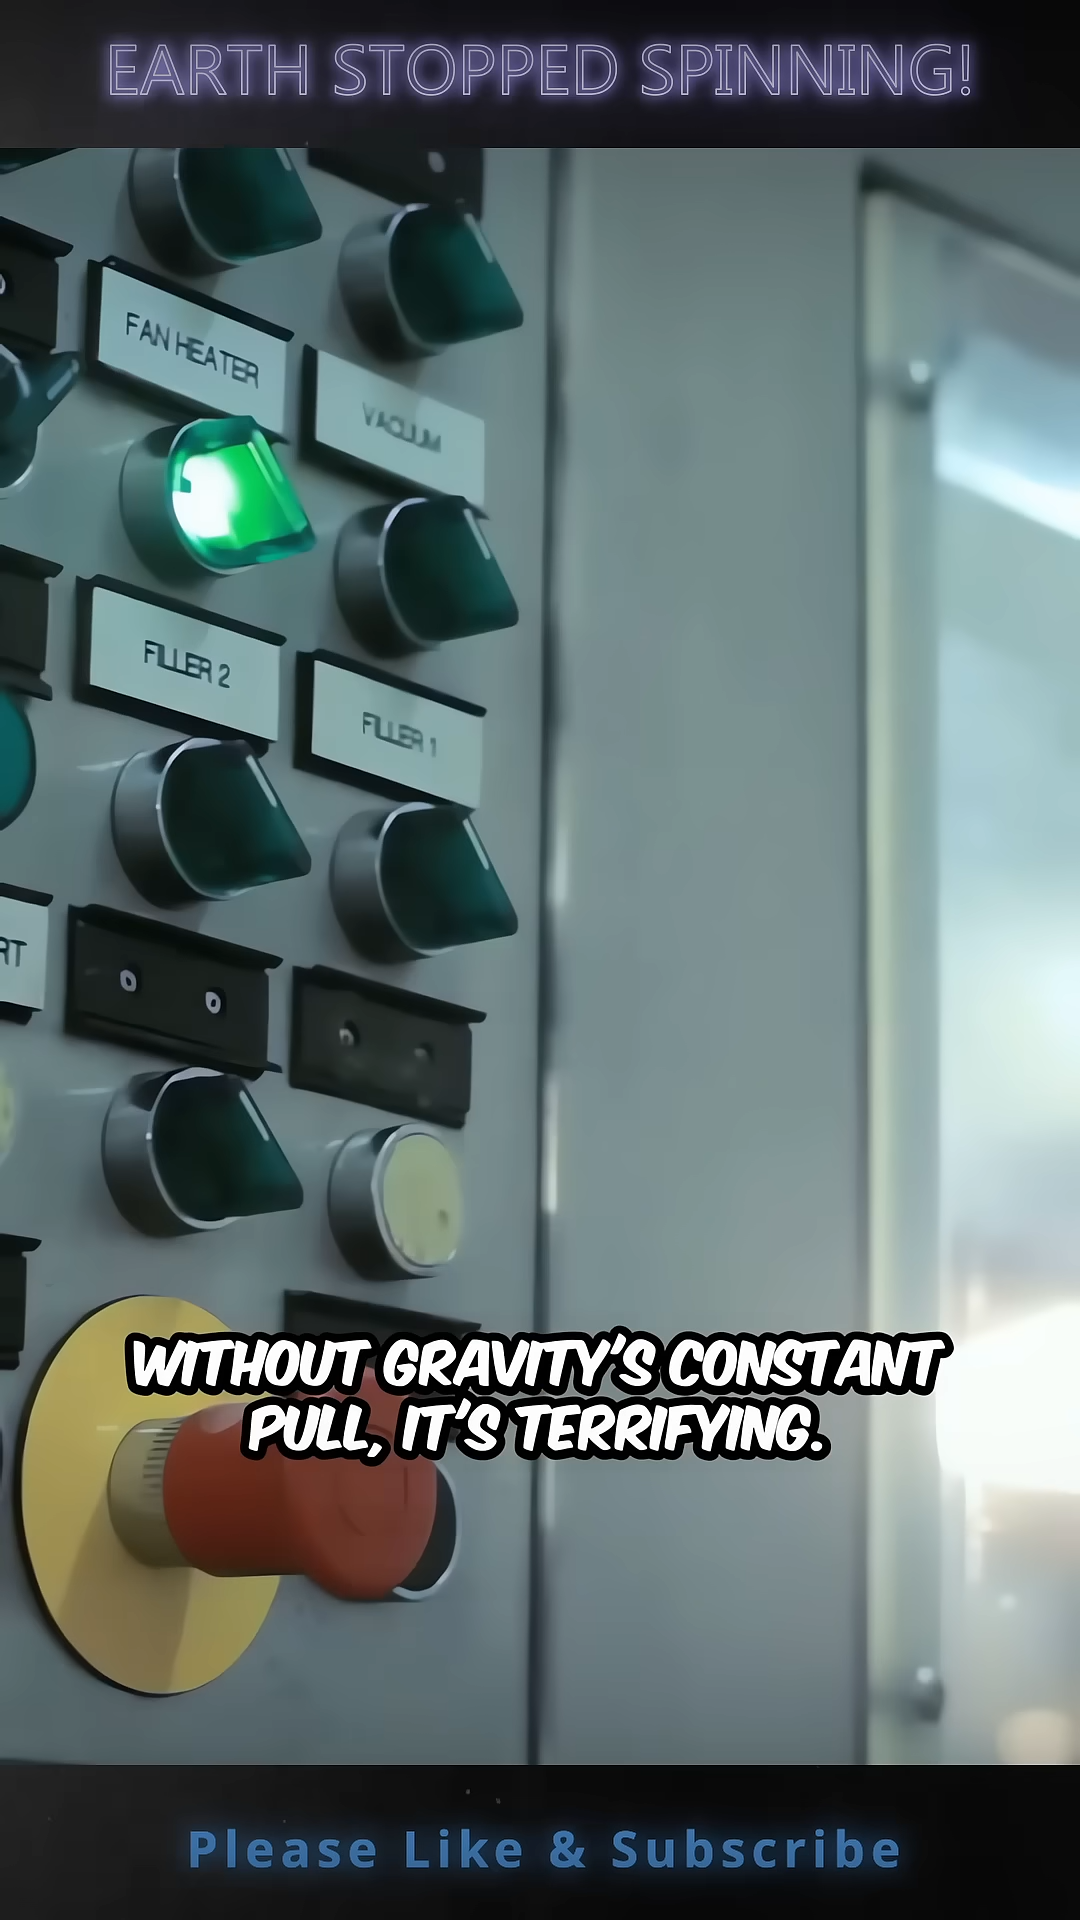 EARTH STOPPED SPINNING!
FAN HEATER
VACUUM
FILLER 2
FILLER 1
RT
WITHOUT GRAVITY'S CONSTANT
PULL, IT'S TERRIFYING.
Please Like & Subscribe